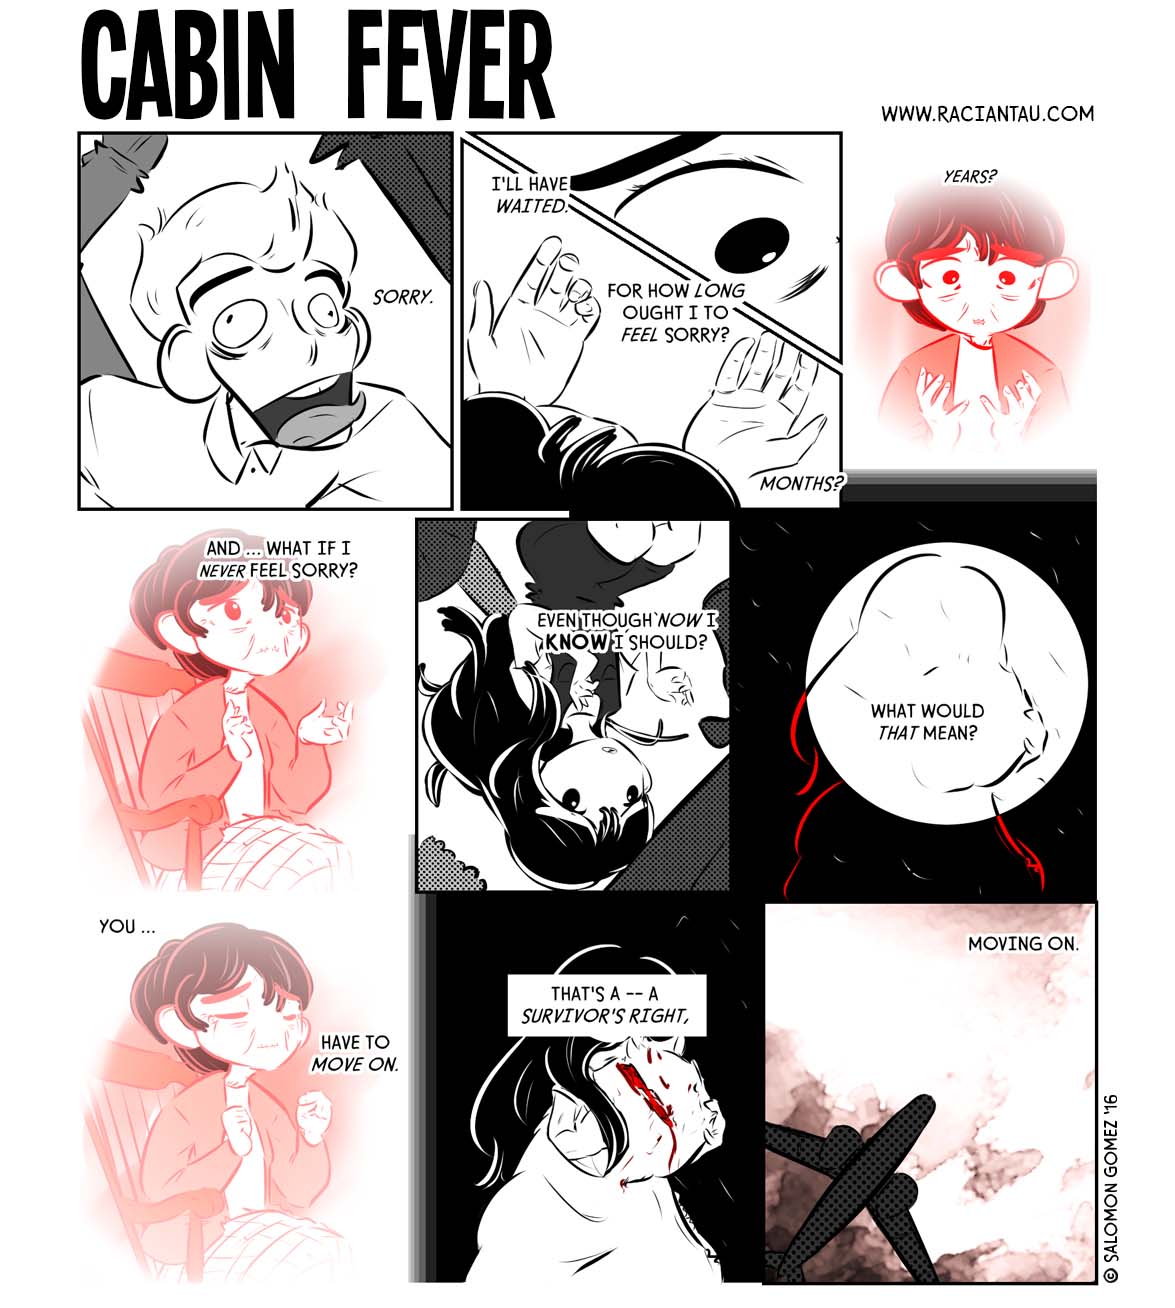 CABIN FEVER
WWW.RACIANTAU.COM
SORRY.
I'LL HAVE
WAITED.
FOR HOW LONG
OUGHT I TO
FEEL SORRY?
MONTHS?
YEARS?
AND ... WHAT IF I
NEVER FEEL SORRY?
EVEN THOUGH NOW I
KNOW I SHOULD?
WHAT WOULD
THAT MEAN?
YOU ...
HAVE TO
MOVE ON.
THAT'S A -- A
SURVIVOR'S RIGHT,
MOVING ON.
© SALOMON GOMEZ '16